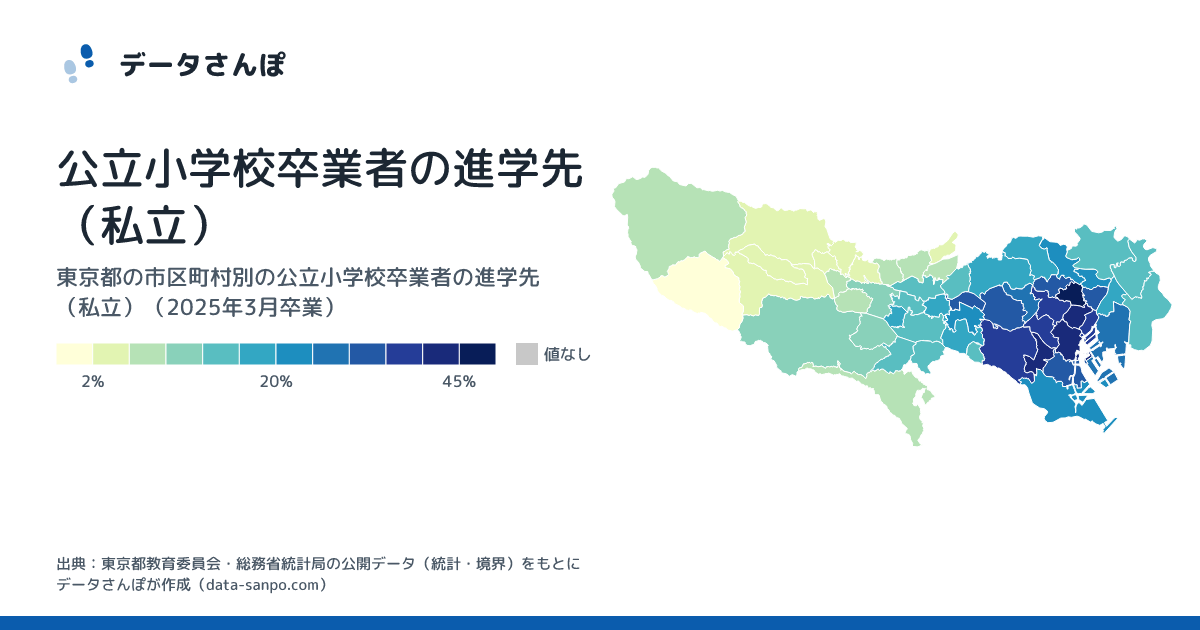 データさんぽ
公立小学校卒業者の進学先
（私立）
東京都の市区町村別の公立小学校卒業者の進学先
（私立）（2025年3月卒業）
値なし
2% 20% 45%
出典：東京都教育委員会・総務省統計局の公開データ（統計・境界）をもとに
データさんぽが作成（data-sanpo.com）